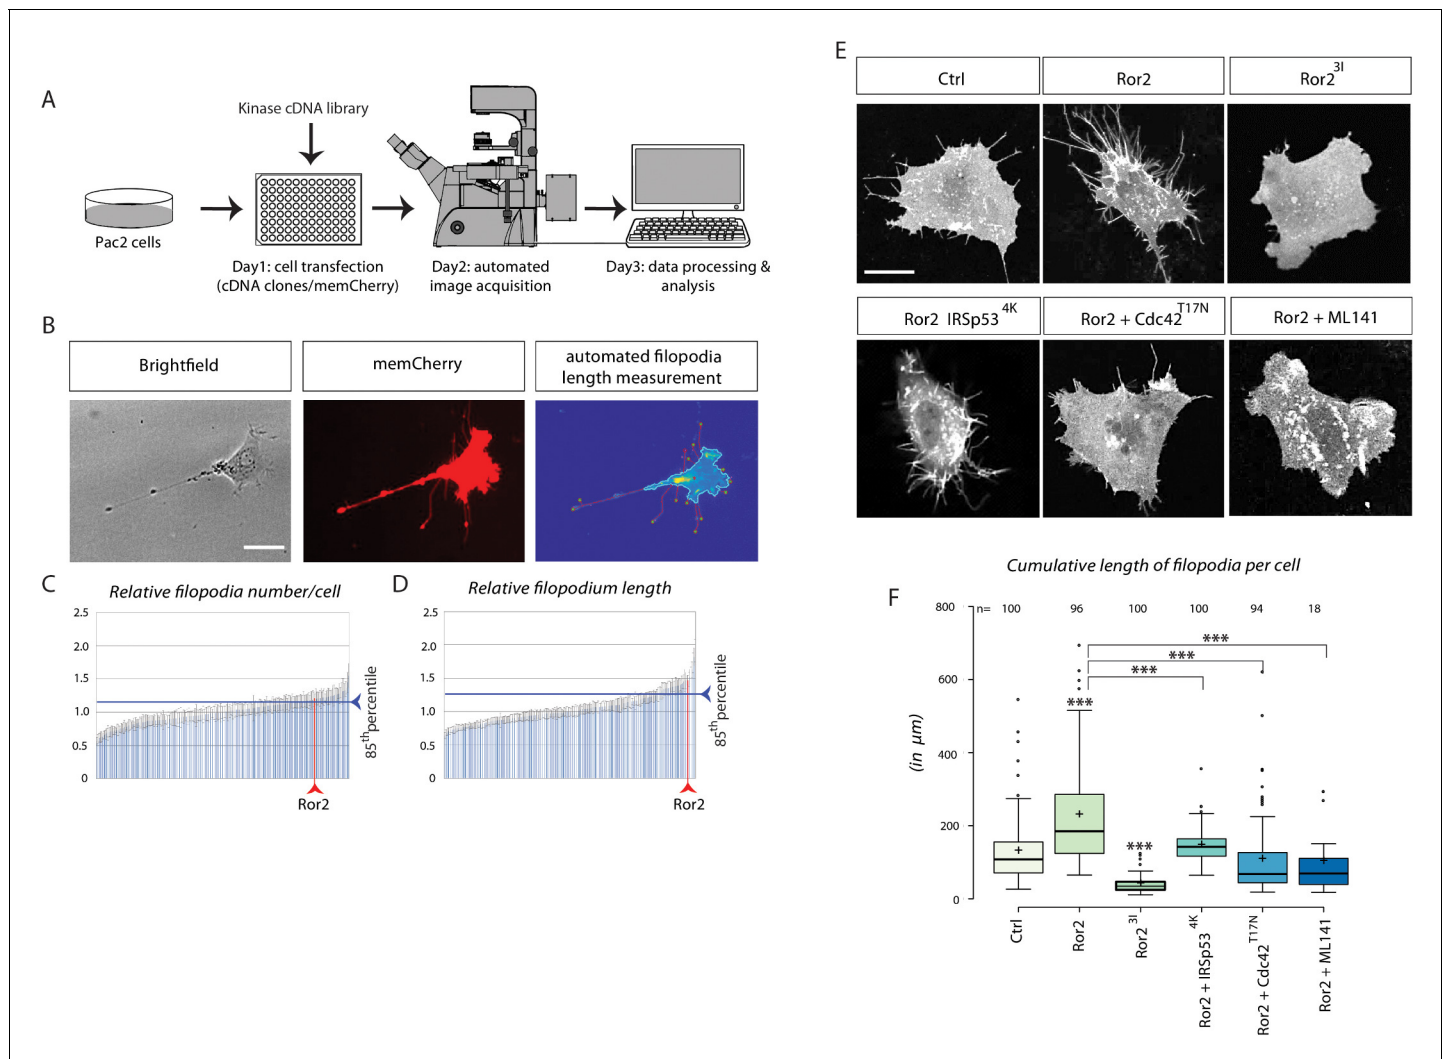 A
Kinase cDNA library
Pac2 cells
Day1: cell transfection
(cDNA clones/memCherry)
Day2: automated
image acquisition
Day3: data processing &
analysis
B
Brightfield
memCherry
automated filopodia
length measurement
C
Relative filopodia number/cell
2.5
2.0
1.5
1.0
0.5
0
85th percentile
Ror2
D
Relative filopodium length
2.5
2.0
1.5
1.0
0.5
0
85th percentile
Ror2
E
Ctrl
Ror2
Ror2 3I
Ror2 IRSp53 4K
Ror2 + Cdc42 T17N
Ror2 + ML141
Cumulative length of filopodia per cell
F
n= 100 96 100 100 94 18
800
600
400
200
0
(in µm)
***
***
***
***
***
Ctrl
Ror2
Ror2 3I
Ror2 + IRSp53 4K
Ror2 + Cdc42 T17N
Ror2 + ML141